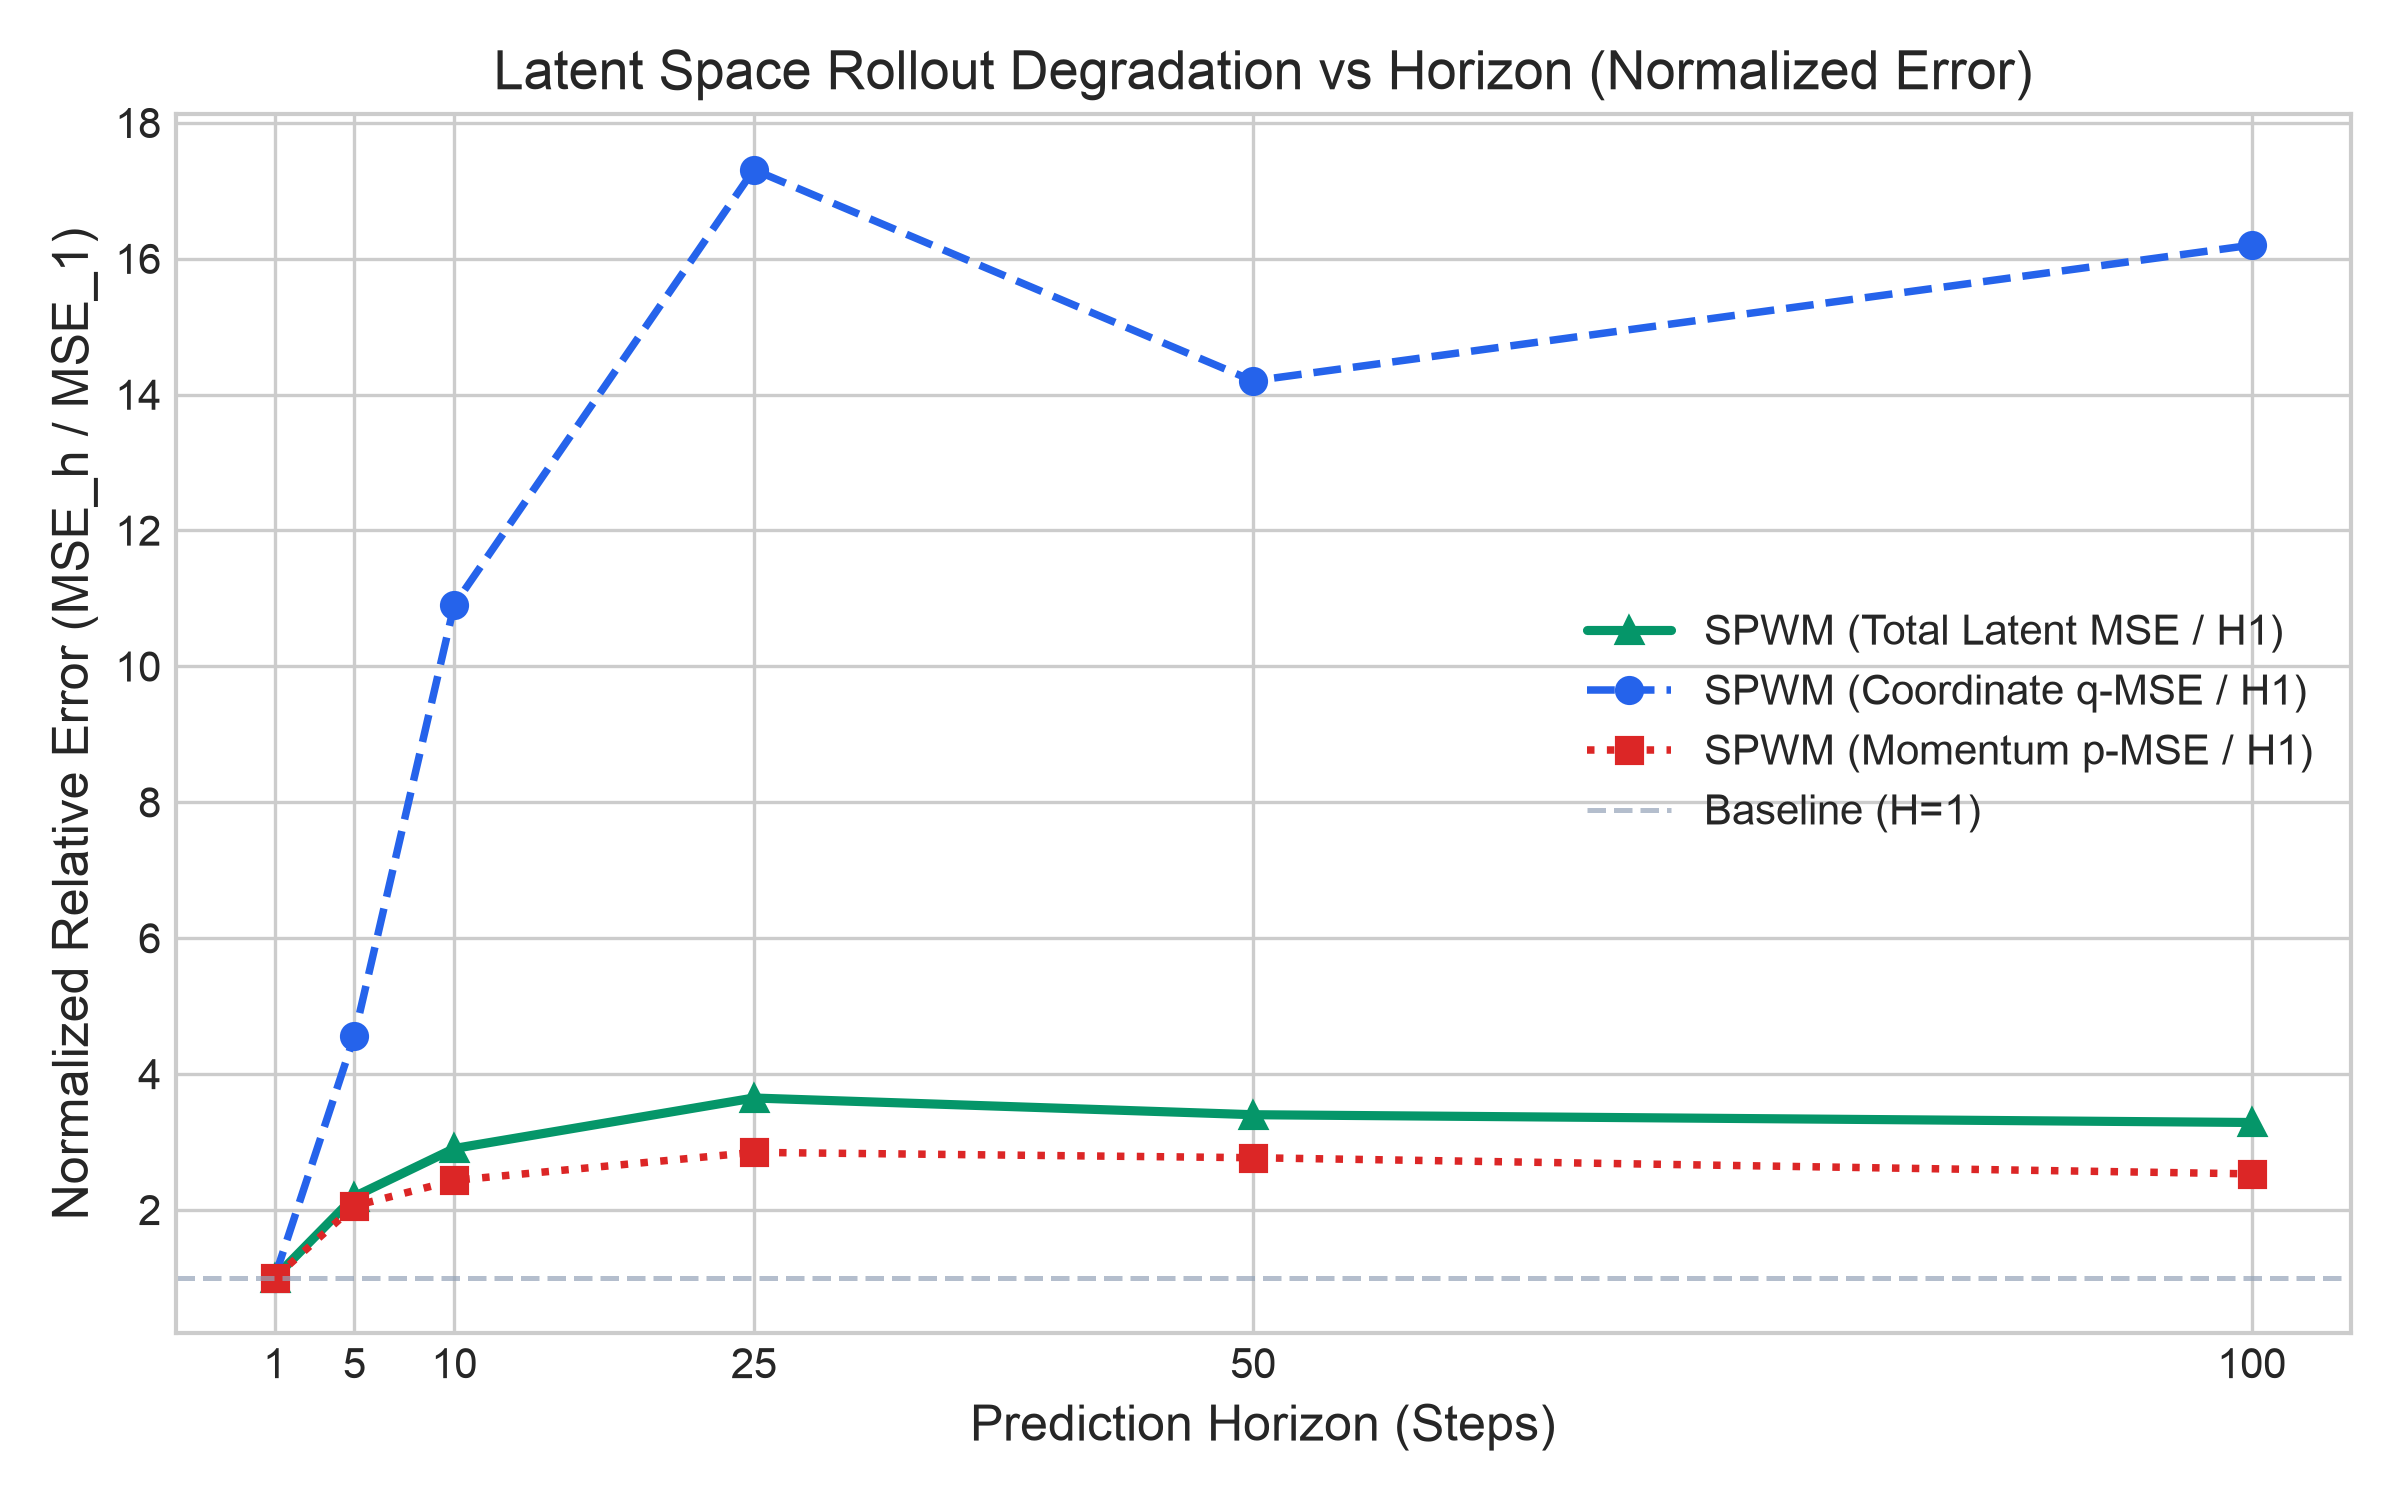 Latent Space Rollout Degradation vs Horizon (Normalized Error)
Normalized Relative Error (MSE_h / MSE_1)
18
16
14
12
10
8
6
4
2
SPWM (Total Latent MSE / H1)
SPWM (Coordinate q-MSE / H1)
SPWM (Momentum p-MSE / H1)
Baseline (H=1)
1 5 10 25 50 100
Prediction Horizon (Steps)